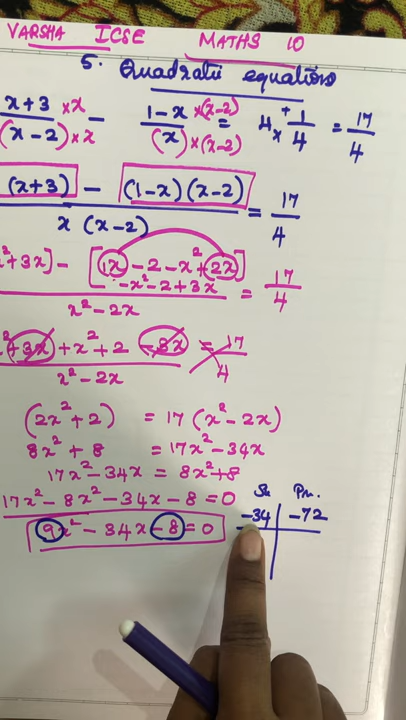 VARSHA ICSE MATHS 10
5. Quadratic equations
x+3 × x / (x-2) × x - 1-x × (x-2) / (x) × (x-2) = 4 × + 1/4 = 17/4
(x+3) - (1-x)(x-2) / x(x-2) = 17/4
x²+3x] - [1x - 2 - x² + 2x] / x² - 2x = 17/4
-x² - 2 + 3x
²+3x + x² + 2 - 3x / x² - 2x = 17/4
(2x²+2) = 17(x²-2x)
8x² + 8 = 17x² - 34x
17x² - 34x = 8x² + 8
17x² - 8x² - 34x - 8 = 0
9x² - 34x - 8 = 0
Su Pr.
-34 | -72